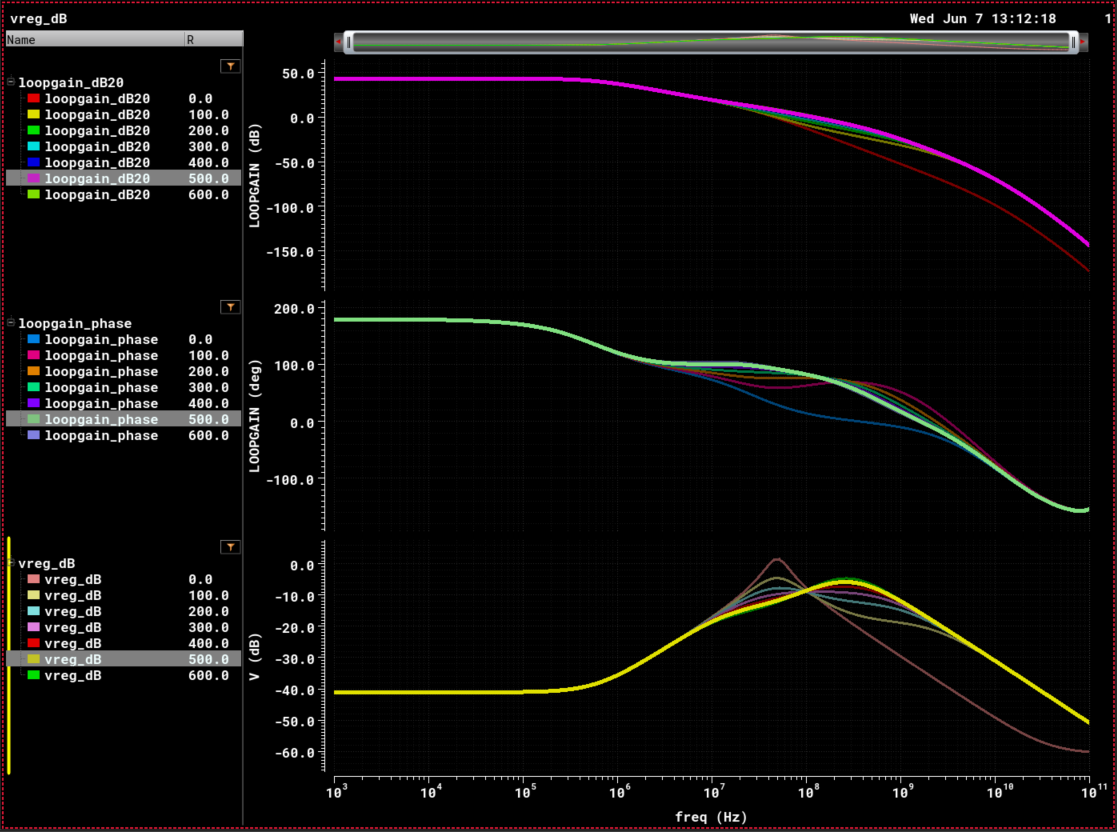 vreg_dB
Wed Jun 7 13:12:18 1
Name R
loopgain_dB20
loopgain_dB20 0.0
loopgain_dB20 100.0
loopgain_dB20 200.0
loopgain_dB20 300.0
loopgain_dB20 400.0
loopgain_dB20 500.0
loopgain_dB20 600.0
50.0
0.0
-50.0
-100.0
-150.0
LOOPGAIN (dB)
loopgain_phase
loopgain_phase 0.0
loopgain_phase 100.0
loopgain_phase 200.0
loopgain_phase 300.0
loopgain_phase 400.0
loopgain_phase 500.0
loopgain_phase 600.0
200.0
100.0
0.0
-100.0
LOOPGAIN (deg)
vreg_dB
vreg_dB 0.0
vreg_dB 100.0
vreg_dB 200.0
vreg_dB 300.0
vreg_dB 400.0
vreg_dB 500.0
vreg_dB 600.0
0.0
-10.0
-20.0
-30.0
-40.0
-50.0
-60.0
V (dB)
10³ 10⁴ 10⁵ 10⁶ 10⁷ 10⁸ 10⁹ 10¹⁰ 10¹¹
freq (Hz)